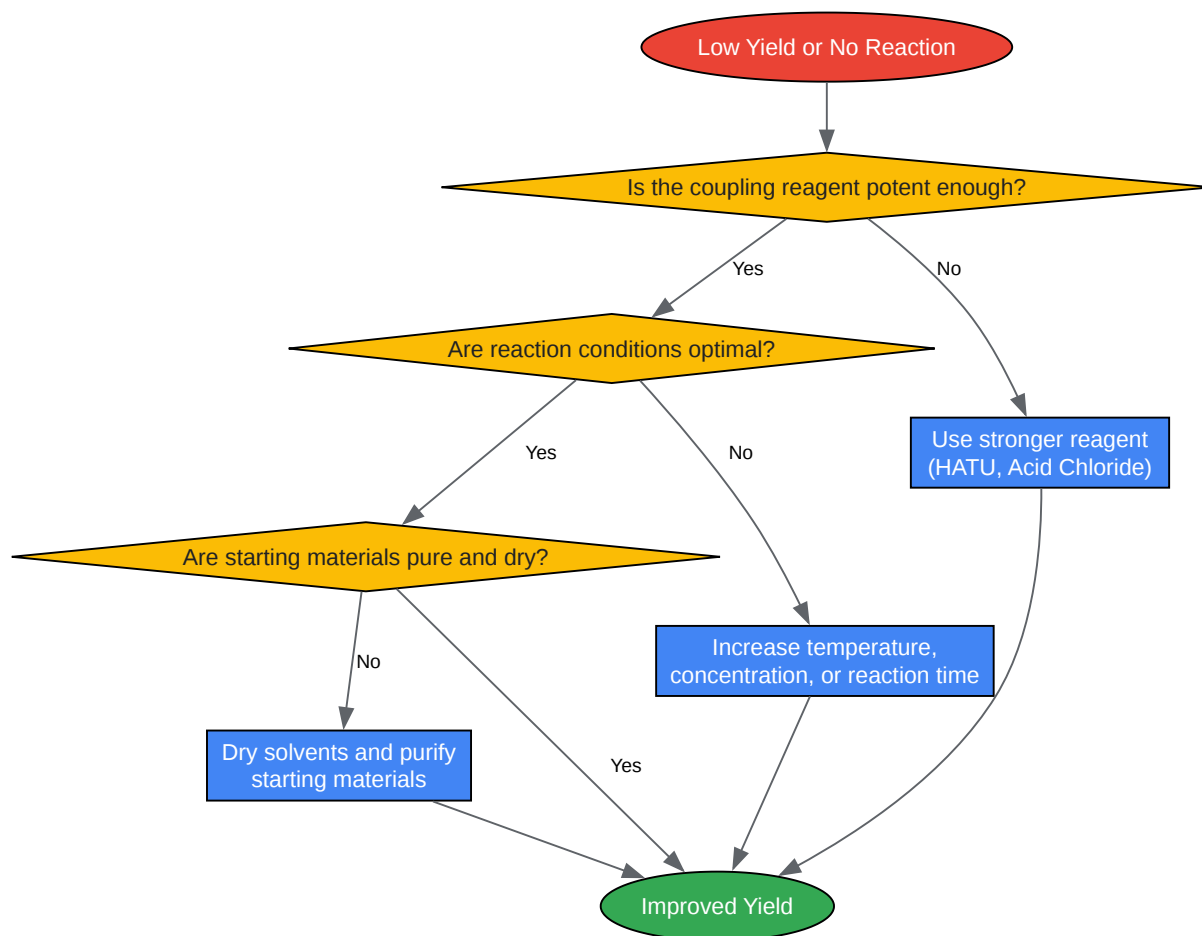 Low Yield or No Reaction
Is the coupling reagent potent enough?
Yes
No
Are reaction conditions optimal?
Use stronger reagent
(HATU, Acid Chloride)
Yes
No
Are starting materials pure and dry?
Increase temperature,
concentration, or reaction time
No
Dry solvents and purify
starting materials
Yes
Improved Yield